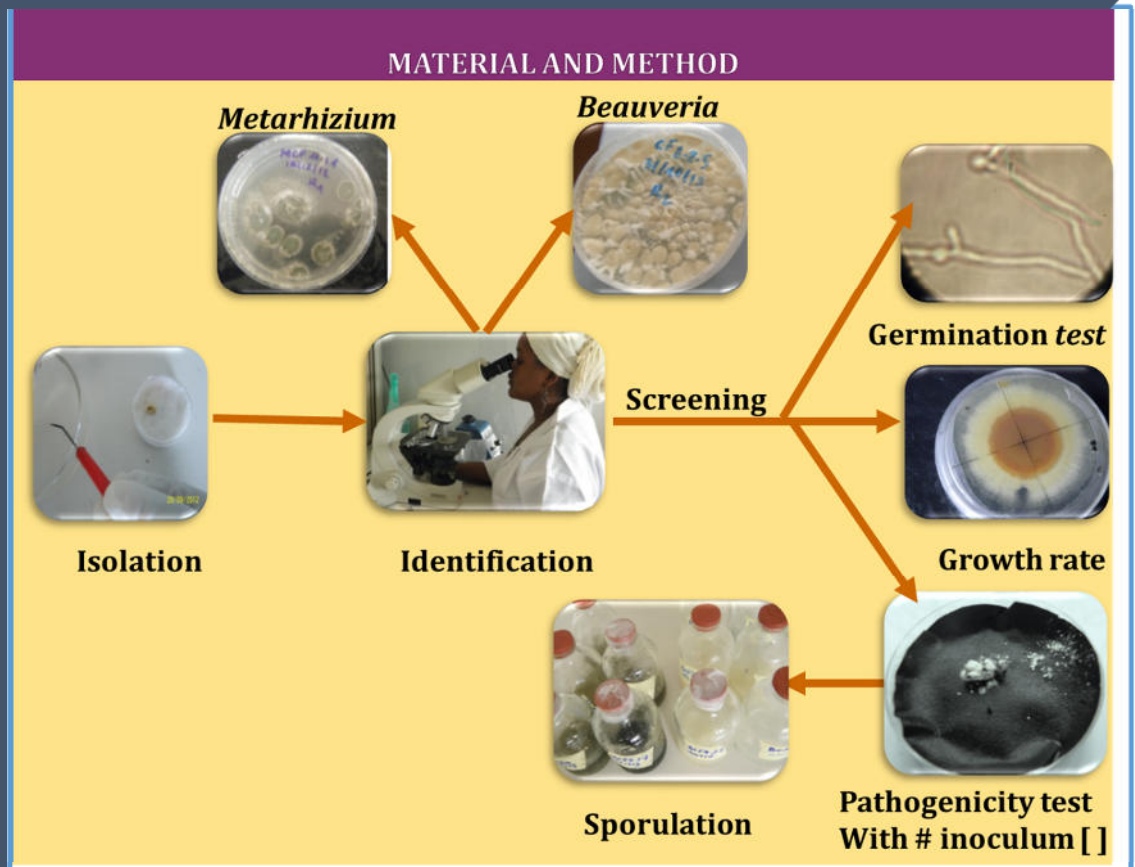 MATERIAL AND METHOD
Metarhizium
Beauveria
Germination test
Screening
Isolation
Identification
Growth rate
Sporulation
Pathogenicity test
With # inoculum [ ]